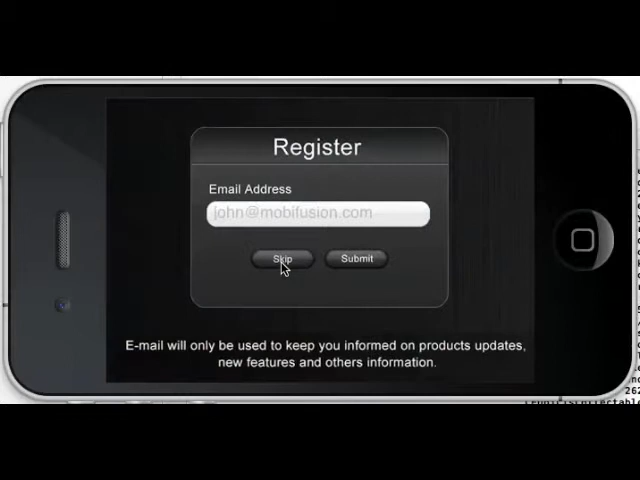 Register
Email Address
john@mobifusion.com
Skip
Submit
E-mail will only be used to keep you informed on products updates,
new features and others information.
262